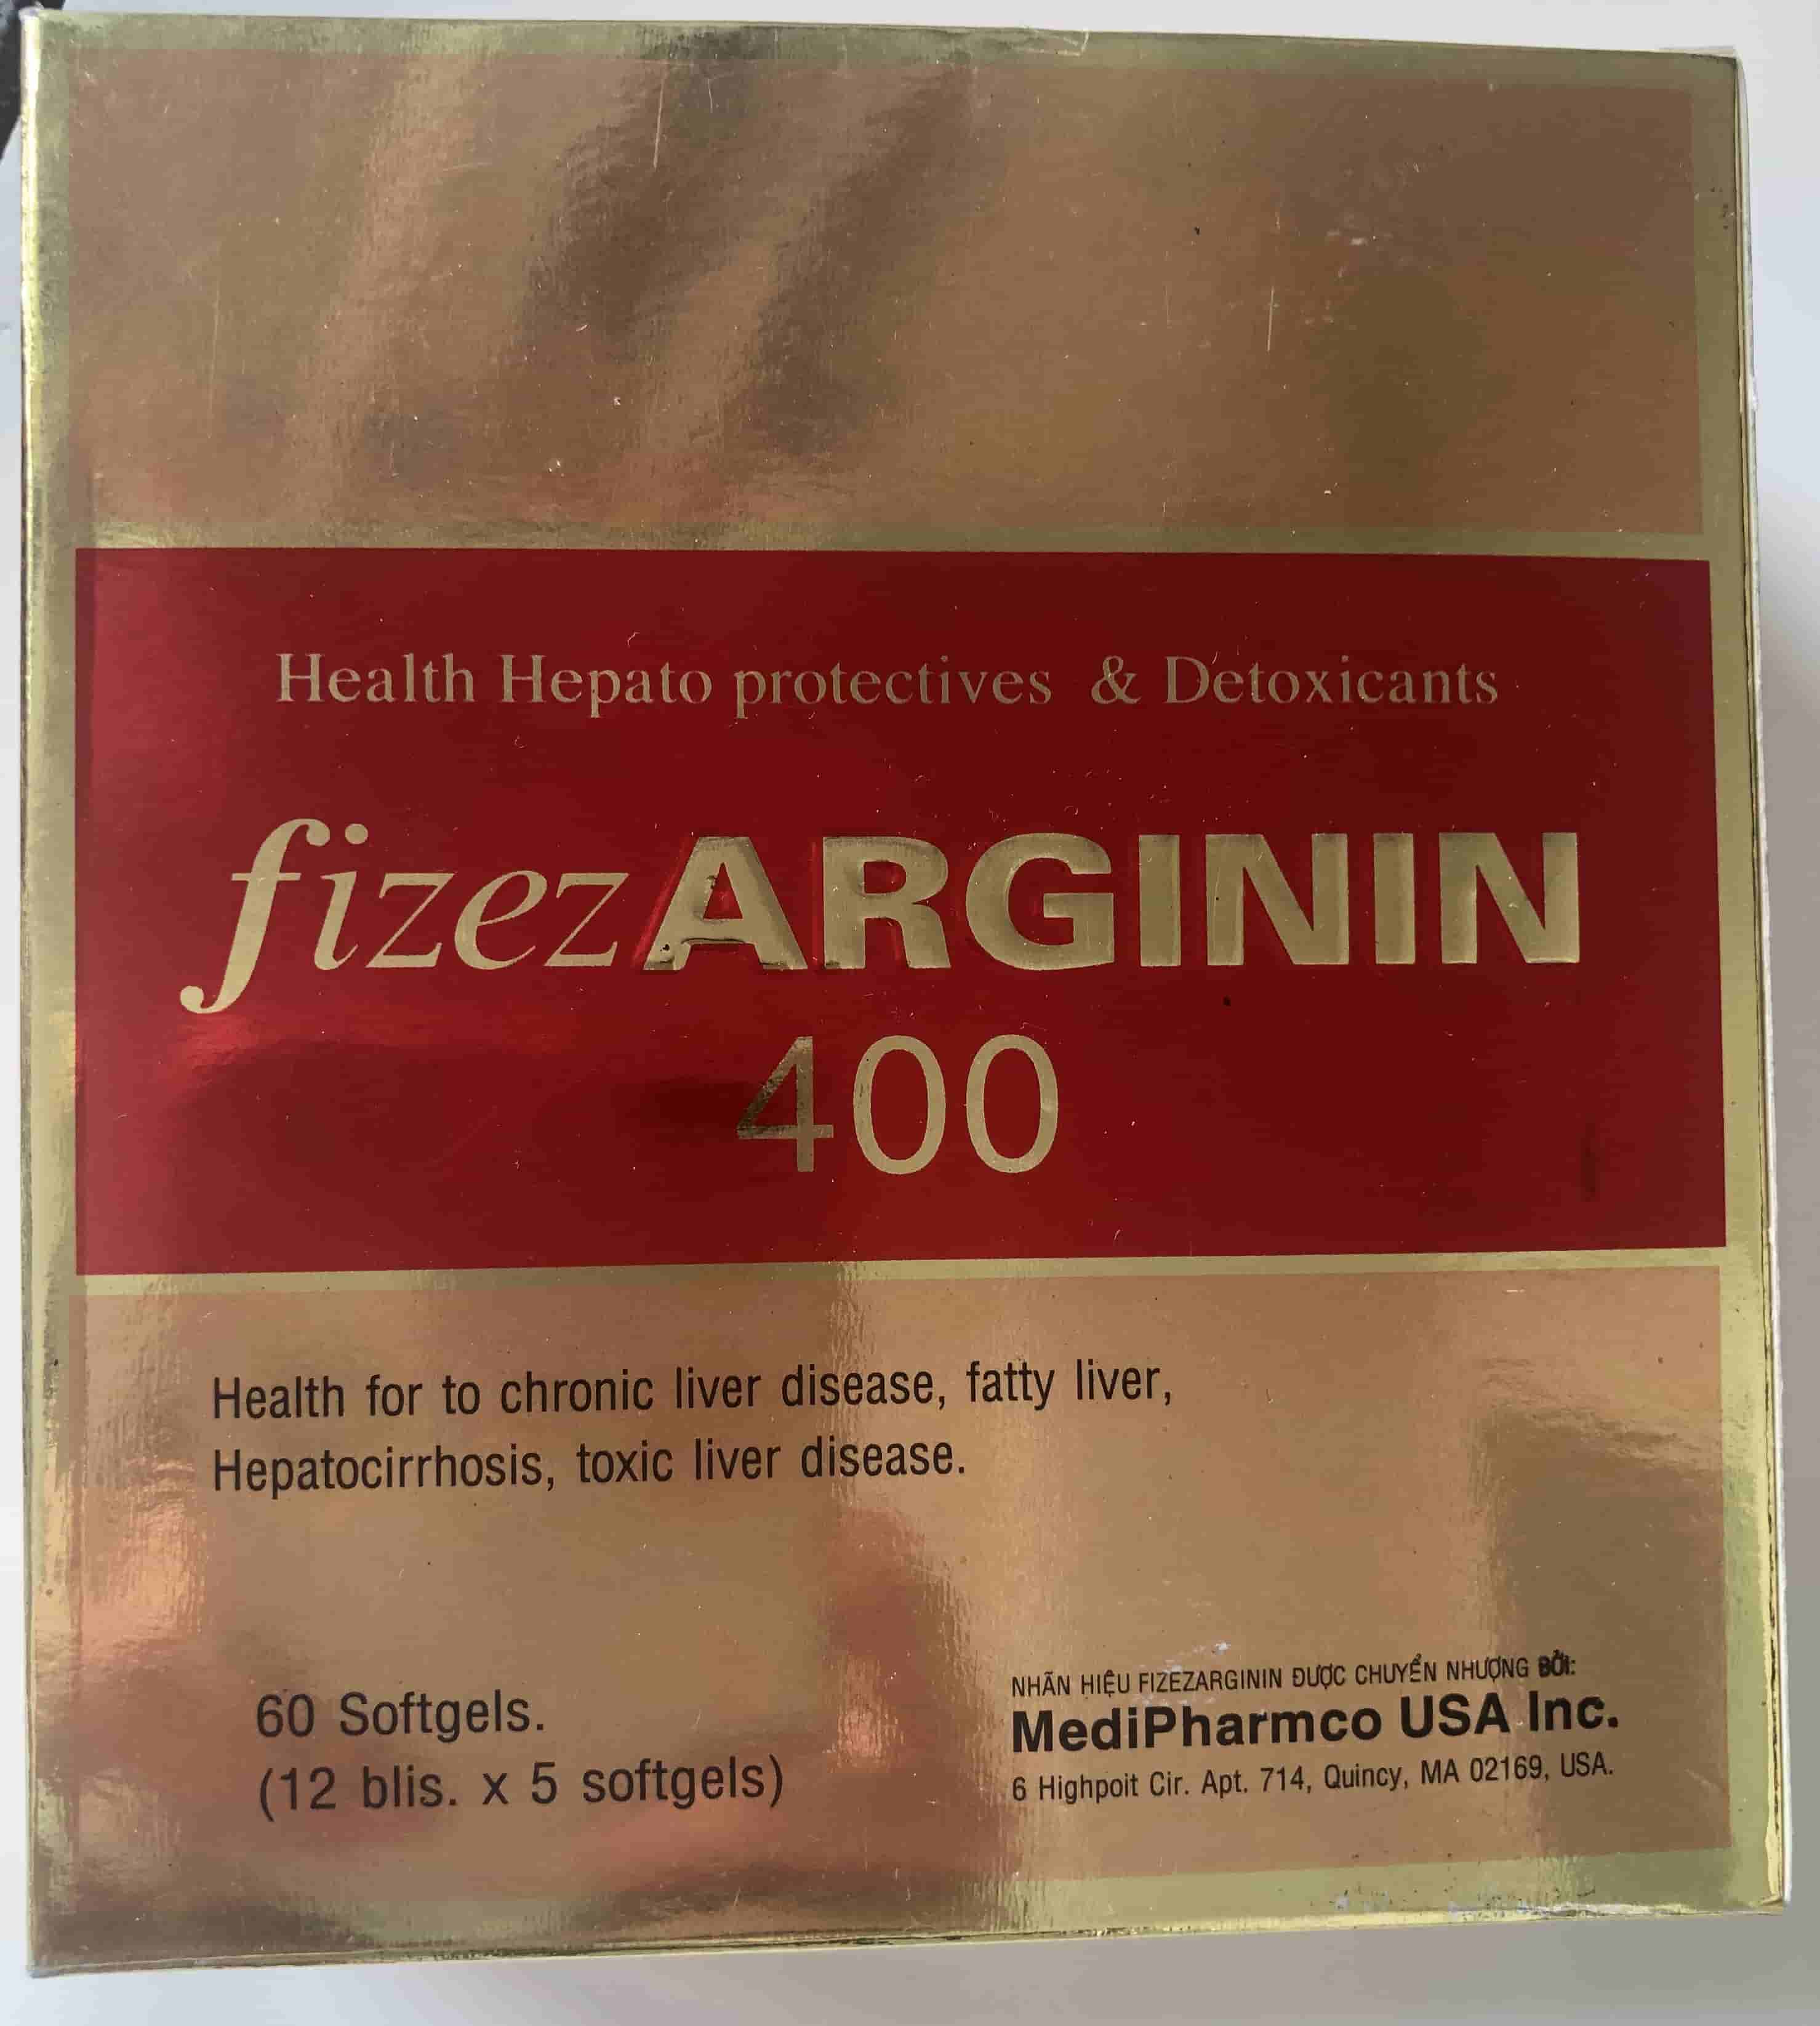 Health Hepato protectives & Detoxicants
fizezARGININ
400
Health for to chronic liver disease, fatty liver,
Hepatocirrhosis, toxic liver disease.
60 Softgels.
(12 blis. x 5 softgels)
NHÃN HIỆU FIZEZARGININ ĐƯỢC CHUYỂN NHƯỢNG BỞI:
MediPharmco USA Inc.
6 Highpoit Cir. Apt. 714, Quincy, MA 02169, USA.